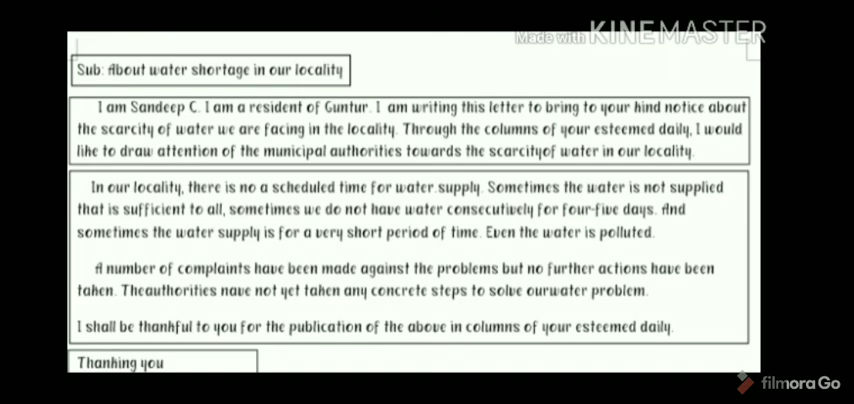 Made with KINEMASTER
Sub: About water shortage in our locality
I am Sandeep C. I am a resident of Guntur. I am writing this letter to bring to your kind notice about
the scarcity of water we are facing in the locality. Through the columns of your esteemed daily, I would
like to draw attention of the municipal authorities towards the scarcityof water in our locality.
In our locality, there is no a scheduled time for water supply. Sometimes the water is not supplied
that is sufficient to all, sometimes we do not have water consecutively for four-five days. And
sometimes the water supply is for a very short period of time. Even the water is polluted.
A number of complaints have been made against the problems but no further actions have been
taken. Theauthorities nave not yet taken any concrete steps to solve ourwater problem.
I shall be thankful to you for the publication of the above in columns of your esteemed daily.
Thanking you
filmora Go